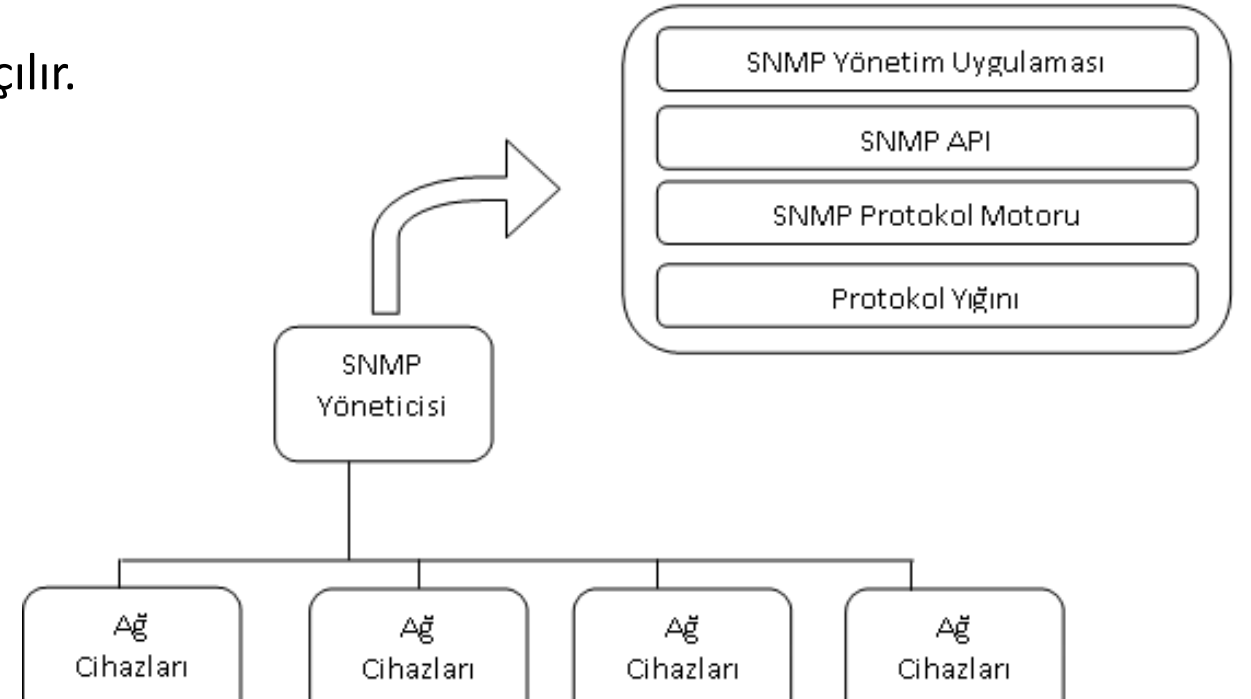 çılır.
SNMP Yönetim Uygulaması
SNMP API
SNMP Protokol Motoru
Protokol Yığını
SNMP
Yöneticisi
Ağ
Cihazları
Ağ
Cihazları
Ağ
Cihazları
Ağ
Cihazları